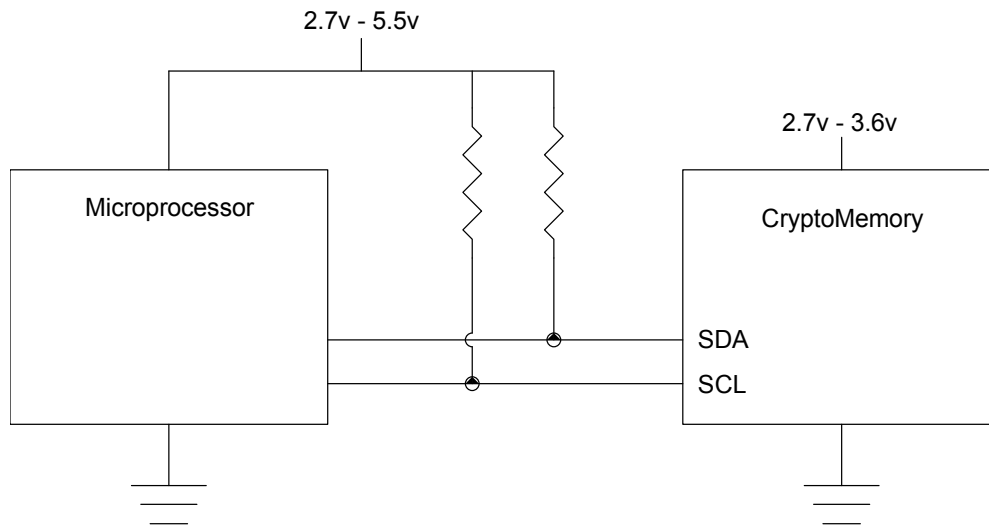 2.7v - 5.5v
2.7v - 3.6v
Microprocessor
CryptoMemory
SDA
SCL